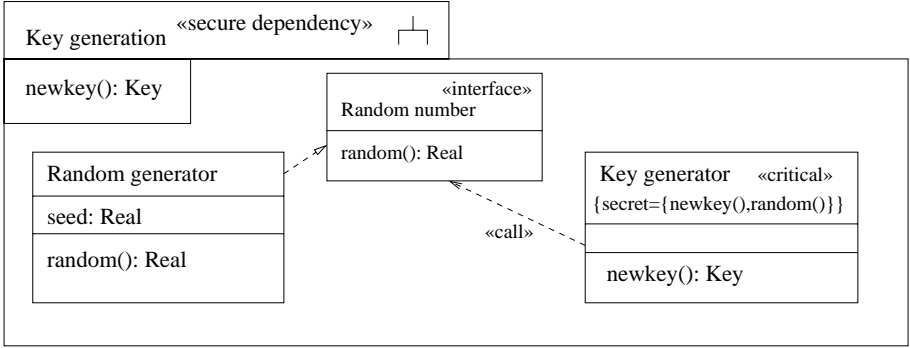 Key generation «secure dependency»
newkey(): Key
«interface»
Random number
random(): Real
Random generator
seed: Real
random(): Real
Key generator «critical»
{secret={newkey(),random()}}
newkey(): Key
«call»